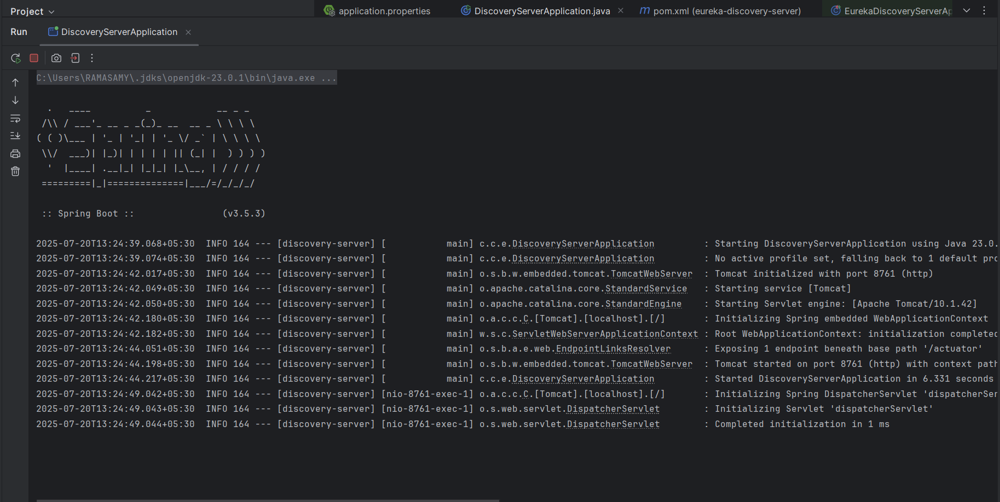 Project
application.properties
DiscoveryServerApplication.java
pom.xml (eureka-discovery-server)
EurekaDiscoveryServerAp
Run
DiscoveryServerApplication
C:\Users\RAMASAMY\.jdks\openjdk-23.0.1\bin\java.exe ...
  .   ____          _            __ _ _
 /\\ / ___'_ __ _ _(_)_ __  __ _ \ \ \ \
( ( )\___ | '_ | '_| | '_ \/ _` | \ \ \ \
 \\/  ___)| |_)| | | | | || (_| |  ) ) ) )
  '  |____| .__|_| |_|_| |_\__, | / / / /
 =========|_|==============|___/=/_/_/_/
 :: Spring Boot ::                (v3.5.3)
2025-07-20T13:24:39.068+05:30  INFO 164 --- [discovery-server] [           main] c.c.e.DiscoveryServerApplication         : Starting DiscoveryServerApplication using Java 23.0.
2025-07-20T13:24:39.074+05:30  INFO 164 --- [discovery-server] [           main] c.c.e.DiscoveryServerApplication         : No active profile set, falling back to 1 default pro
2025-07-20T13:24:42.017+05:30  INFO 164 --- [discovery-server] [           main] o.s.b.w.embedded.tomcat.TomcatWebServer  : Tomcat initialized with port 8761 (http)
2025-07-20T13:24:42.049+05:30  INFO 164 --- [discovery-server] [           main] o.apache.catalina.core.StandardService   : Starting service [Tomcat]
2025-07-20T13:24:42.050+05:30  INFO 164 --- [discovery-server] [           main] o.apache.catalina.core.StandardEngine    : Starting Servlet engine: [Apache Tomcat/10.1.42]
2025-07-20T13:24:42.180+05:30  INFO 164 --- [discovery-server] [           main] o.a.c.c.C.[Tomcat].[localhost].[/]       : Initializing Spring embedded WebApplicationContext
2025-07-20T13:24:42.182+05:30  INFO 164 --- [discovery-server] [           main] w.s.c.ServletWebServerApplicationContext : Root WebApplicationContext: initialization completed
2025-07-20T13:24:44.051+05:30  INFO 164 --- [discovery-server] [           main] o.s.b.a.e.web.EndpointLinksResolver      : Exposing 1 endpoint beneath base path '/actuator'
2025-07-20T13:24:44.198+05:30  INFO 164 --- [discovery-server] [           main] o.s.b.w.embedded.tomcat.TomcatWebServer  : Tomcat started on port 8761 (http) with context path
2025-07-20T13:24:44.217+05:30  INFO 164 --- [discovery-server] [           main] c.c.e.DiscoveryServerApplication         : Started DiscoveryServerApplication in 6.331 seconds
2025-07-20T13:24:49.042+05:30  INFO 164 --- [discovery-server] [nio-8761-exec-1] o.a.c.c.C.[Tomcat].[localhost].[/]       : Initializing Spring DispatcherServlet 'dispatcherSer
2025-07-20T13:24:49.043+05:30  INFO 164 --- [discovery-server] [nio-8761-exec-1] o.s.web.servlet.DispatcherServlet        : Initializing Servlet 'dispatcherServlet'
2025-07-20T13:24:49.044+05:30  INFO 164 --- [discovery-server] [nio-8761-exec-1] o.s.web.servlet.DispatcherServlet        : Completed initialization in 1 ms